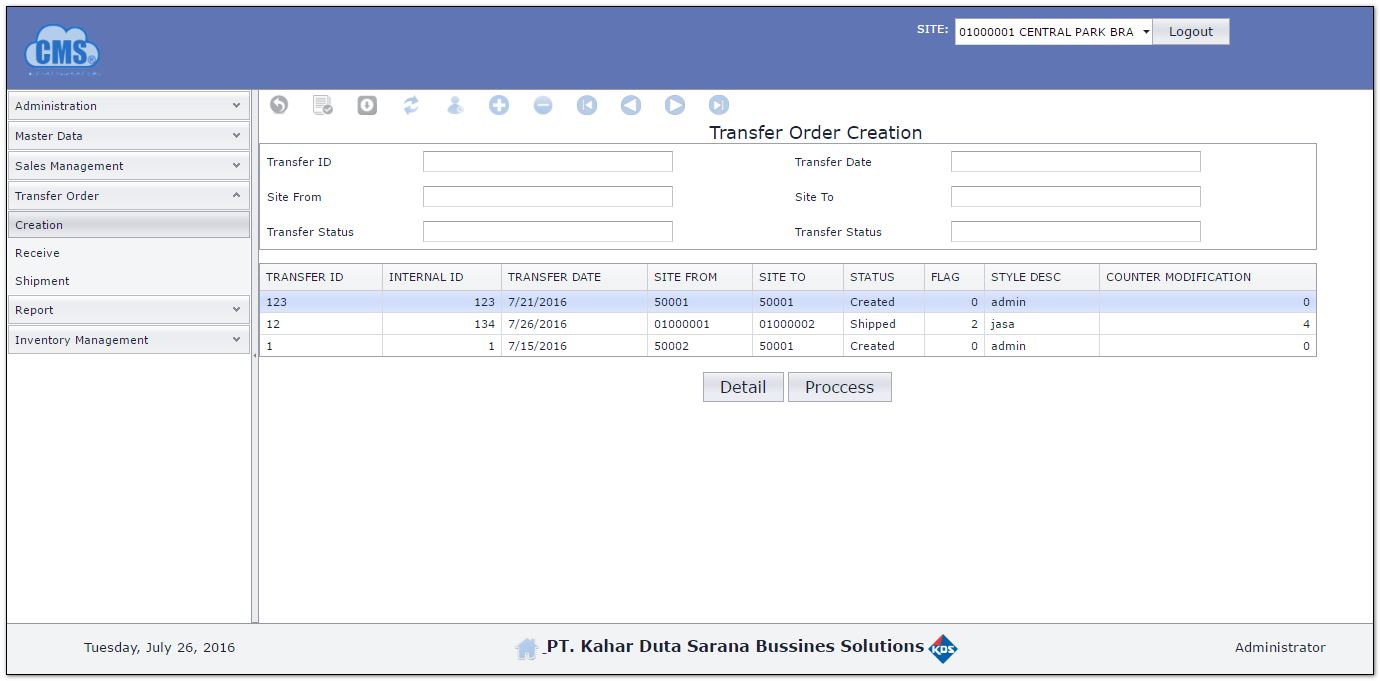 CMS®
SITE: 01000001 CENTRAL PARK BRA Logout
Administration
Master Data
Sales Management
Transfer Order
Creation
Receive
Shipment
Report
Inventory Management
Transfer Order Creation
Transfer ID Transfer Date
Site From Site To
Transfer Status Transfer Status
TRANSFER ID INTERNAL ID TRANSFER DATE SITE FROM SITE TO STATUS FLAG STYLE DESC COUNTER MODIFICATION
123 123 7/21/2016 50001 50001 Created 0 admin 0
12 134 7/26/2016 01000001 01000002 Shipped 2 jasa 4
1 1 7/15/2016 50002 50001 Created 0 admin 0
Detail Proccess
Tuesday, July 26, 2016 PT. Kahar Duta Sarana Bussines Solutions KDS Administrator